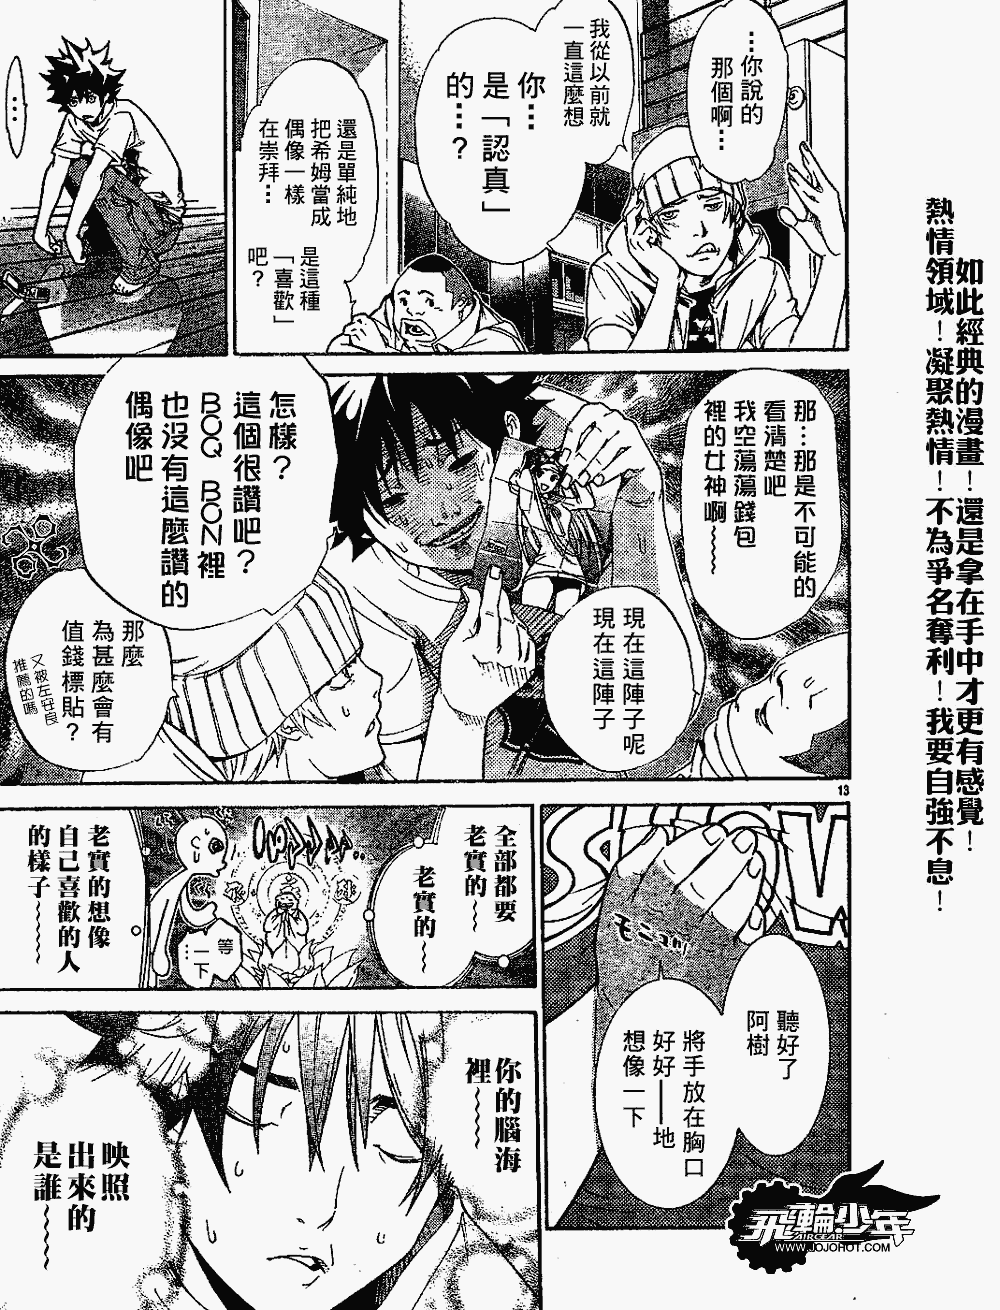 …你說的
那個啊…
我從以前就
一直這麼想
你…
是「認真」
的…？
還是單純地
把希姆當成
偶像一樣
在崇拜…
是這種
「喜歡」
吧？
…
那…那是不可能的
看清楚吧
我空蕩蕩錢包
裡的女神啊～
現在這陣子呢
現在這陣子
怎樣？
這個很讚吧？
BOQ BON裡
也沒有這麼讚的
偶像吧
那麼
為甚麼會有
值錢標貼？
又被左安良
推薦的嗎
13
聽好了
阿樹
將手放在胸口
好好——地
想像一下
モニュカ
全部都要
老實的～
老實的～
等
一下
老實的想像
自己喜歡的人
的樣子～
你的腦海
裡～
映照
出來的
是誰～
如此經典的漫畫！還是拿在手中才更有感覺！
熱情領域！凝聚熱情！不為爭名奪利！我要自強不息！
飛輪少年
AIRGEAR
WWW.JOJOHOT.COM